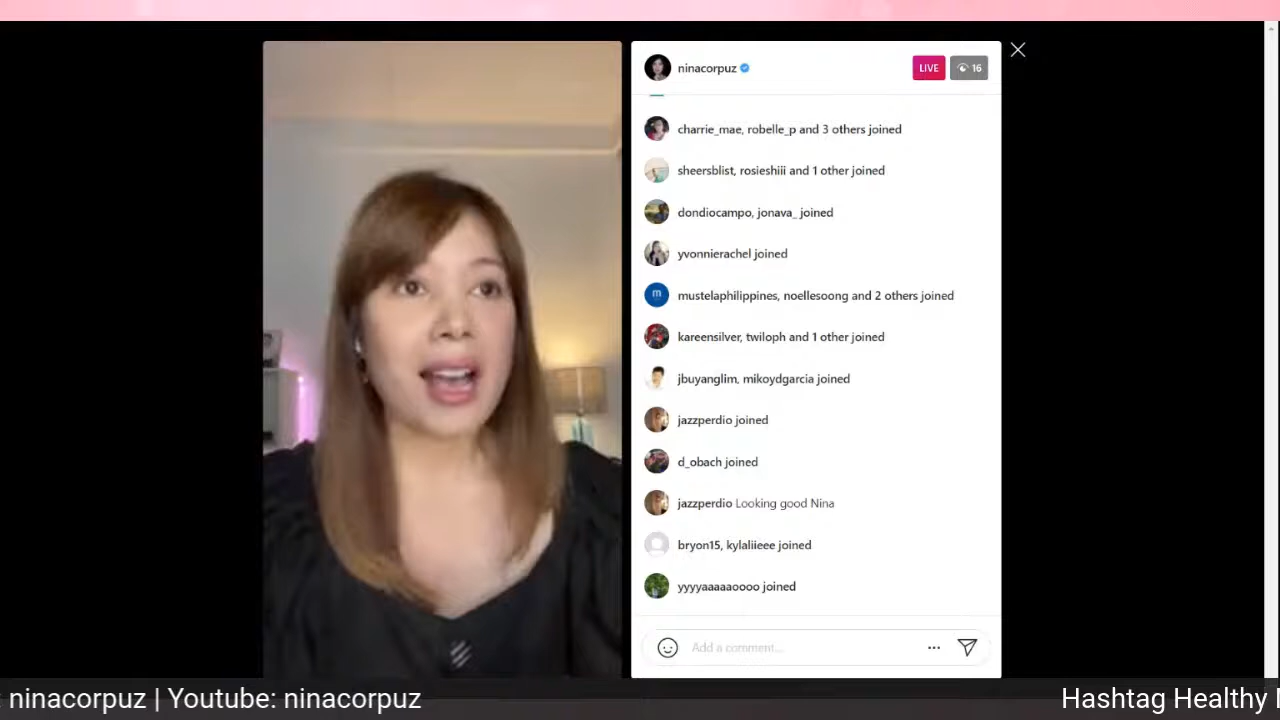 ninacorpuz
LIVE
16
charrie_mae, robelle_p and 3 others joined
sheersblist, rosieshiii and 1 other joined
dondiocampo, jonava_ joined
yvonnierachel joined
m
mustelaphilippines, noellesoong and 2 others joined
kareensilver, twiloph and 1 other joined
jbuyanglim, mikoydgarcia joined
jazzperdio joined
d_obach joined
jazzperdio Looking good Nina
bryon15, kylaliieee joined
yyyyaaaaaoooo joined
Add a comment...
ninacorpuz | Youtube: ninacorpuz
Hashtag Healthy